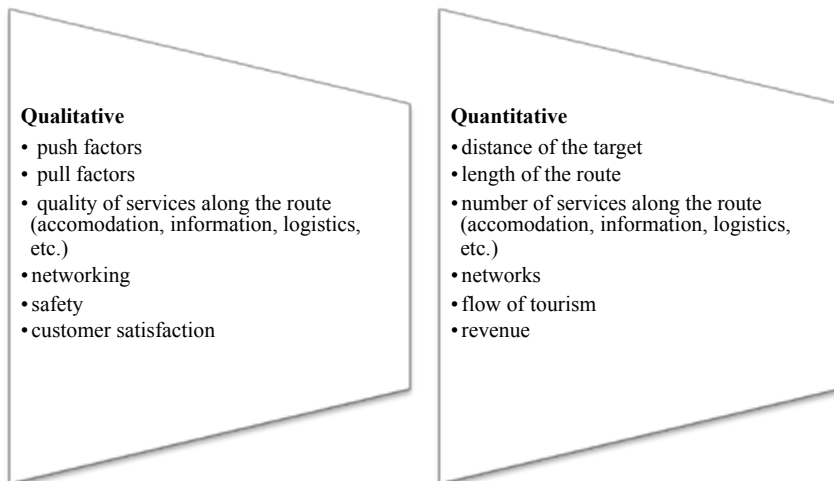 Qualitative
• push factors
• pull factors
• quality of services along the route
(accomodation, information, logistics,
etc.)
• networking
• safety
• customer satisfaction
Quantitative
• distance of the target
• length of the route
• number of services along the route
(accomodation, information, logistics,
etc.)
• networks
• flow of tourism
• revenue